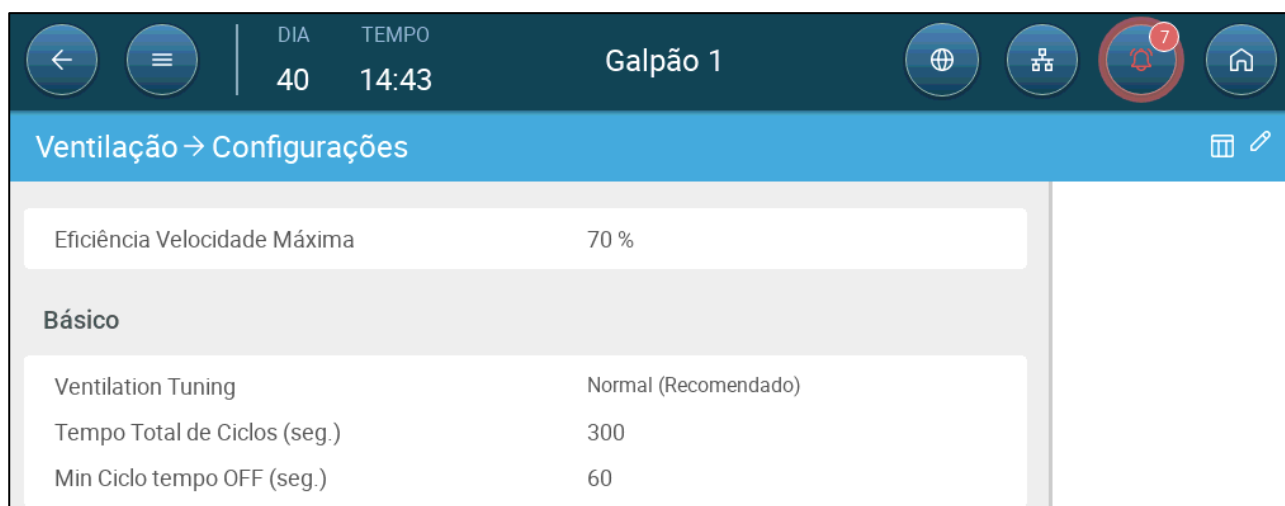 DIA TEMPO
40 14:43 Galpão 1 7
Ventilação → Configurações
Eficiência Velocidade Máxima 70 %
Básico
Ventilation Tuning Normal (Recomendado)
Tempo Total de Ciclos (seg.) 300
Min Ciclo tempo OFF (seg.) 60